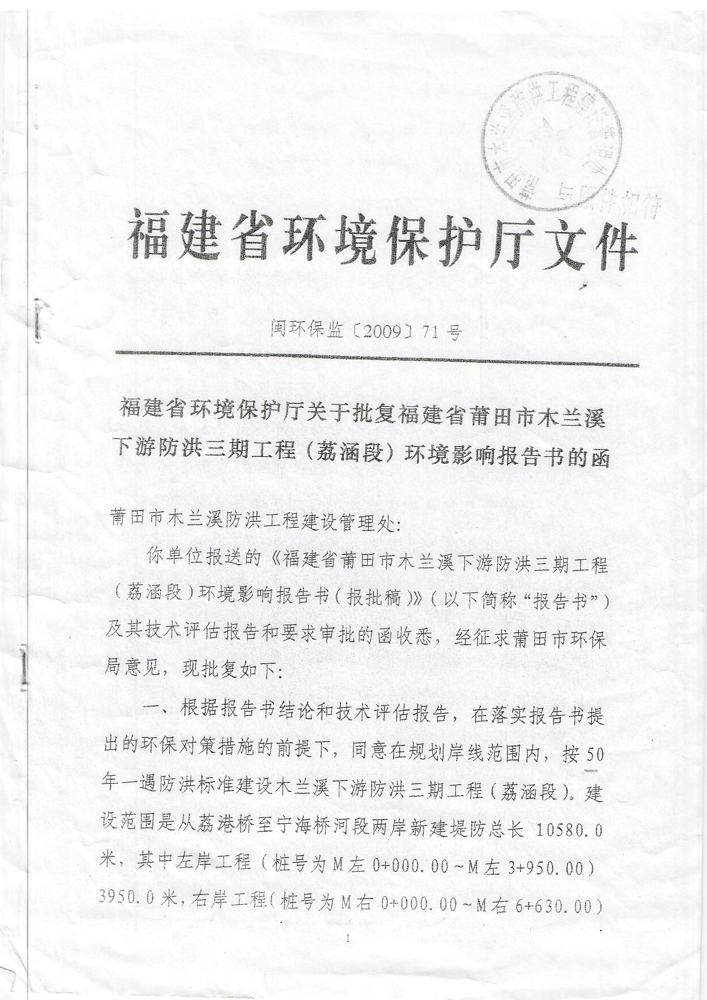 莆田市木兰溪防洪工程建设管理处
与原件相符
福建省环境保护厅文件
闽环保监〔2009〕71号
福建省环境保护厅关于批复福建省莆田市木兰溪
下游防洪三期工程（荔涵段）环境影响报告书的函
莆田市木兰溪防洪工程建设管理处：
你单位报送的《福建省莆田市木兰溪下游防洪三期工程
（荔涵段）环境影响报告书（报批稿）》（以下简称“报告书”）
及其技术评估报告和要求审批的函收悉，经征求莆田市环保
局意见，现批复如下：
一、根据报告书结论和技术评估报告，在落实报告书提
出的环保对策措施的前提下，同意在规划岸线范围内，按50
年一遇防洪标准建设木兰溪下游防洪三期工程（荔涵段）。建
设范围是从荔港桥至宁海桥河段两岸新建堤防总长 10580.0
米，其中左岸工程（桩号为M左0+000.00～M左3+950.00）
3950.0米，右岸工程（桩号为M右0+000.00～M右6+630.00）
1